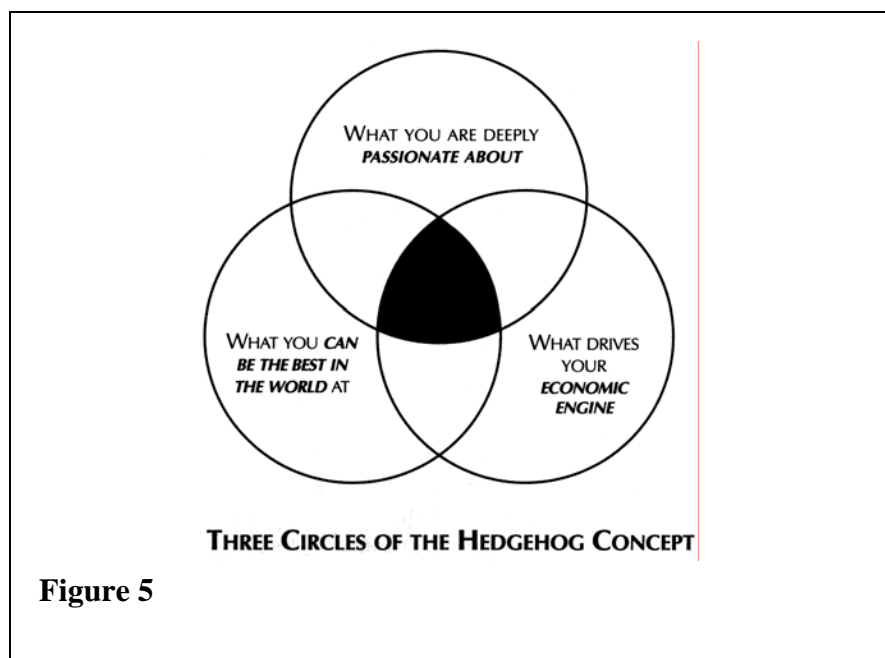 WHAT YOU ARE DEEPLY
PASSIONATE ABOUT
WHAT YOU CAN
BE THE BEST IN
THE WORLD AT
WHAT DRIVES
YOUR
ECONOMIC
ENGINE
THREE CIRCLES OF THE HEDGEHOG CONCEPT
Figure 5